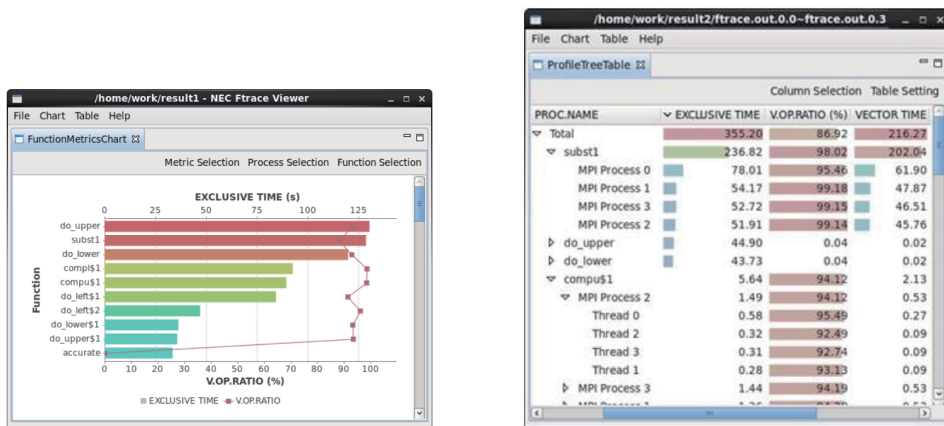 /home/work/result1 - NEC Ftrace Viewer
File Chart Table Help
FunctionMetricsChart
Metric Selection Process Selection Function Selection
EXCLUSIVE TIME (s)
0 25 50 75 100 125
Function
do_upper
subst1
do_lower
compl$1
compu$1
do_left$1
do_left$2
do_lower$1
do_upper$1
accurate
0 10 20 30 40 50 60 70 80 90 100
V.OP.RATIO (%)
EXCLUSIVE TIME V.OP.RATIO
/home/work/result2/ftrace.out.0.0~ftrace.out.0.3
File Chart Table Help
ProfileTreeTable
Column Selection Table Setting
PROC.NAME EXCLUSIVE TIME V.OP.RATIO (%) VECTOR TIME
Total 355.20 86.92 216.27
subst1 236.82 98.02 202.04
MPI Process 0 78.01 95.46 61.90
MPI Process 1 54.17 99.18 47.87
MPI Process 3 52.72 99.15 46.51
MPI Process 2 51.91 99.14 45.76
do_upper 44.90 0.04 0.02
do_lower 43.73 0.04 0.02
compu$1 5.64 94.12 2.13
MPI Process 2 1.49 94.12 0.53
Thread 0 0.58 95.49 0.27
Thread 2 0.32 92.49 0.09
Thread 3 0.31 92.74 0.09
Thread 1 0.28 93.13 0.09
MPI Process 3 1.44 94.19 0.53